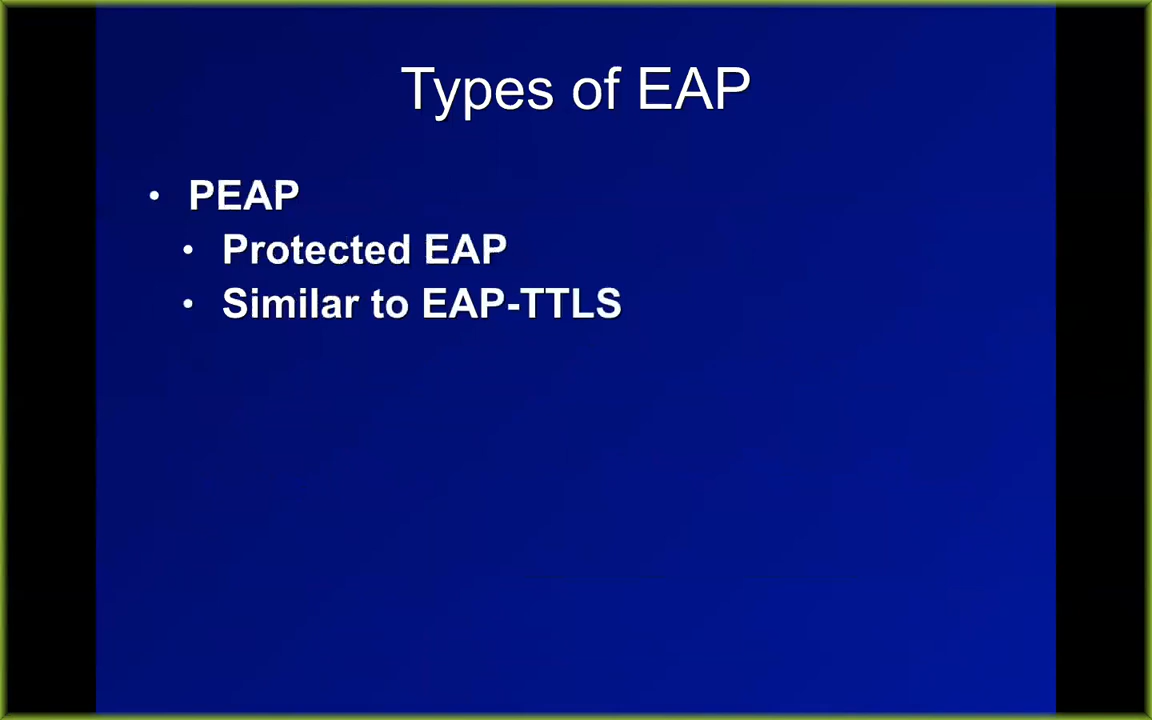 Types of EAP
• PEAP
• Protected EAP
• Similar to EAP-TTLS